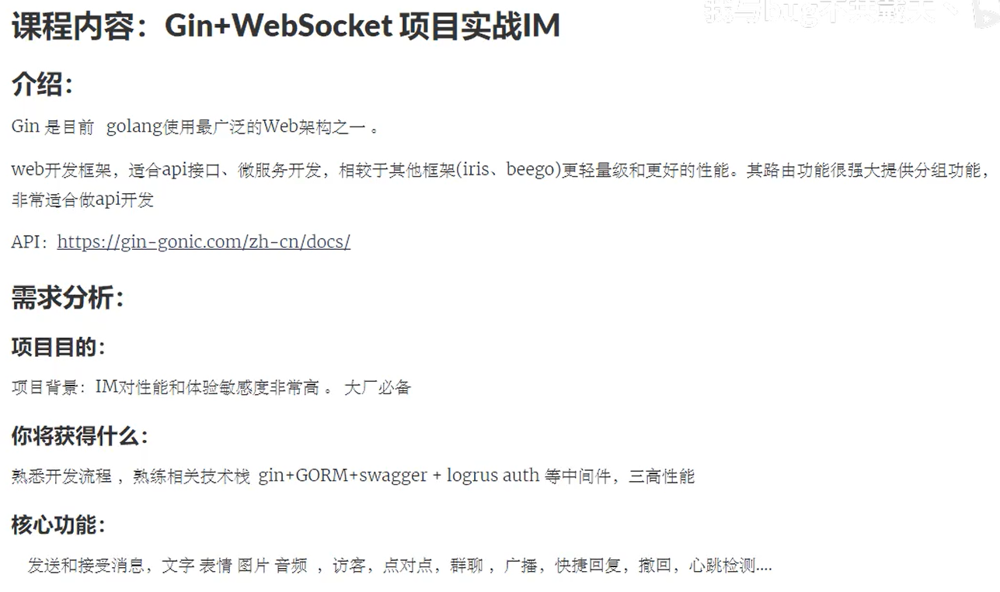 我与bug不共戴天丶
课程内容：Gin+WebSocket 项目实战IM
介绍：
Gin 是目前 golang使用最广泛的Web架构之一 。
web开发框架，适合api接口、微服务开发，相较于其他框架(iris、beego)更轻量级和更好的性能。其路由功能很强大提供分组功能，
非常适合做api开发
API：https://gin-gonic.com/zh-cn/docs/
需求分析：
项目目的：
项目背景：IM对性能和体验敏感度非常高 。 大厂必备
你将获得什么：
熟悉开发流程 ，熟练相关技术栈 gin+GORM+swagger + logrus auth 等中间件，三高性能
核心功能：
发送和接受消息，文字 表情 图片 音频 ，访客，点对点，群聊 ，广播，快捷回复，撤回，心跳检测....